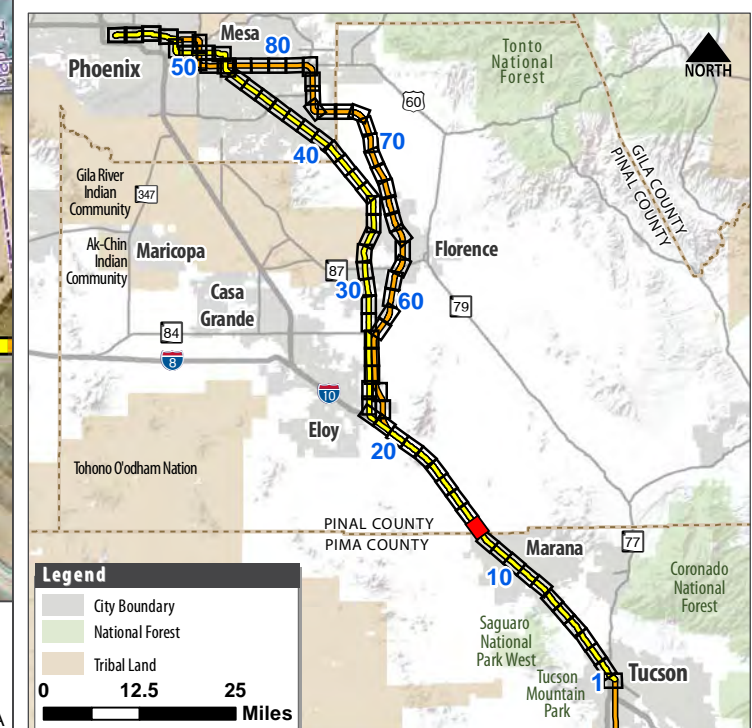 Mesa
80
Tonto
National
Forest
Phoenix
50
NORTH
60
70
40
GILA COUNTY
PINAL COUNTY
Gila River
Indian
Community
347
Ak-Chin
Indian
Community
Maricopa
Florence
87
30
60
Casa
Grande
79
84
8
10
Eloy
20
Tohono O'odham Nation
PINAL COUNTY
PIMA COUNTY
Marana
77
10
Coronado
National
Forest
Saguaro
National
Park West
Tucson
Mountain
Park
1
Tucson
Legend
City Boundary
National Forest
Tribal Land
0 12.5 25
Miles